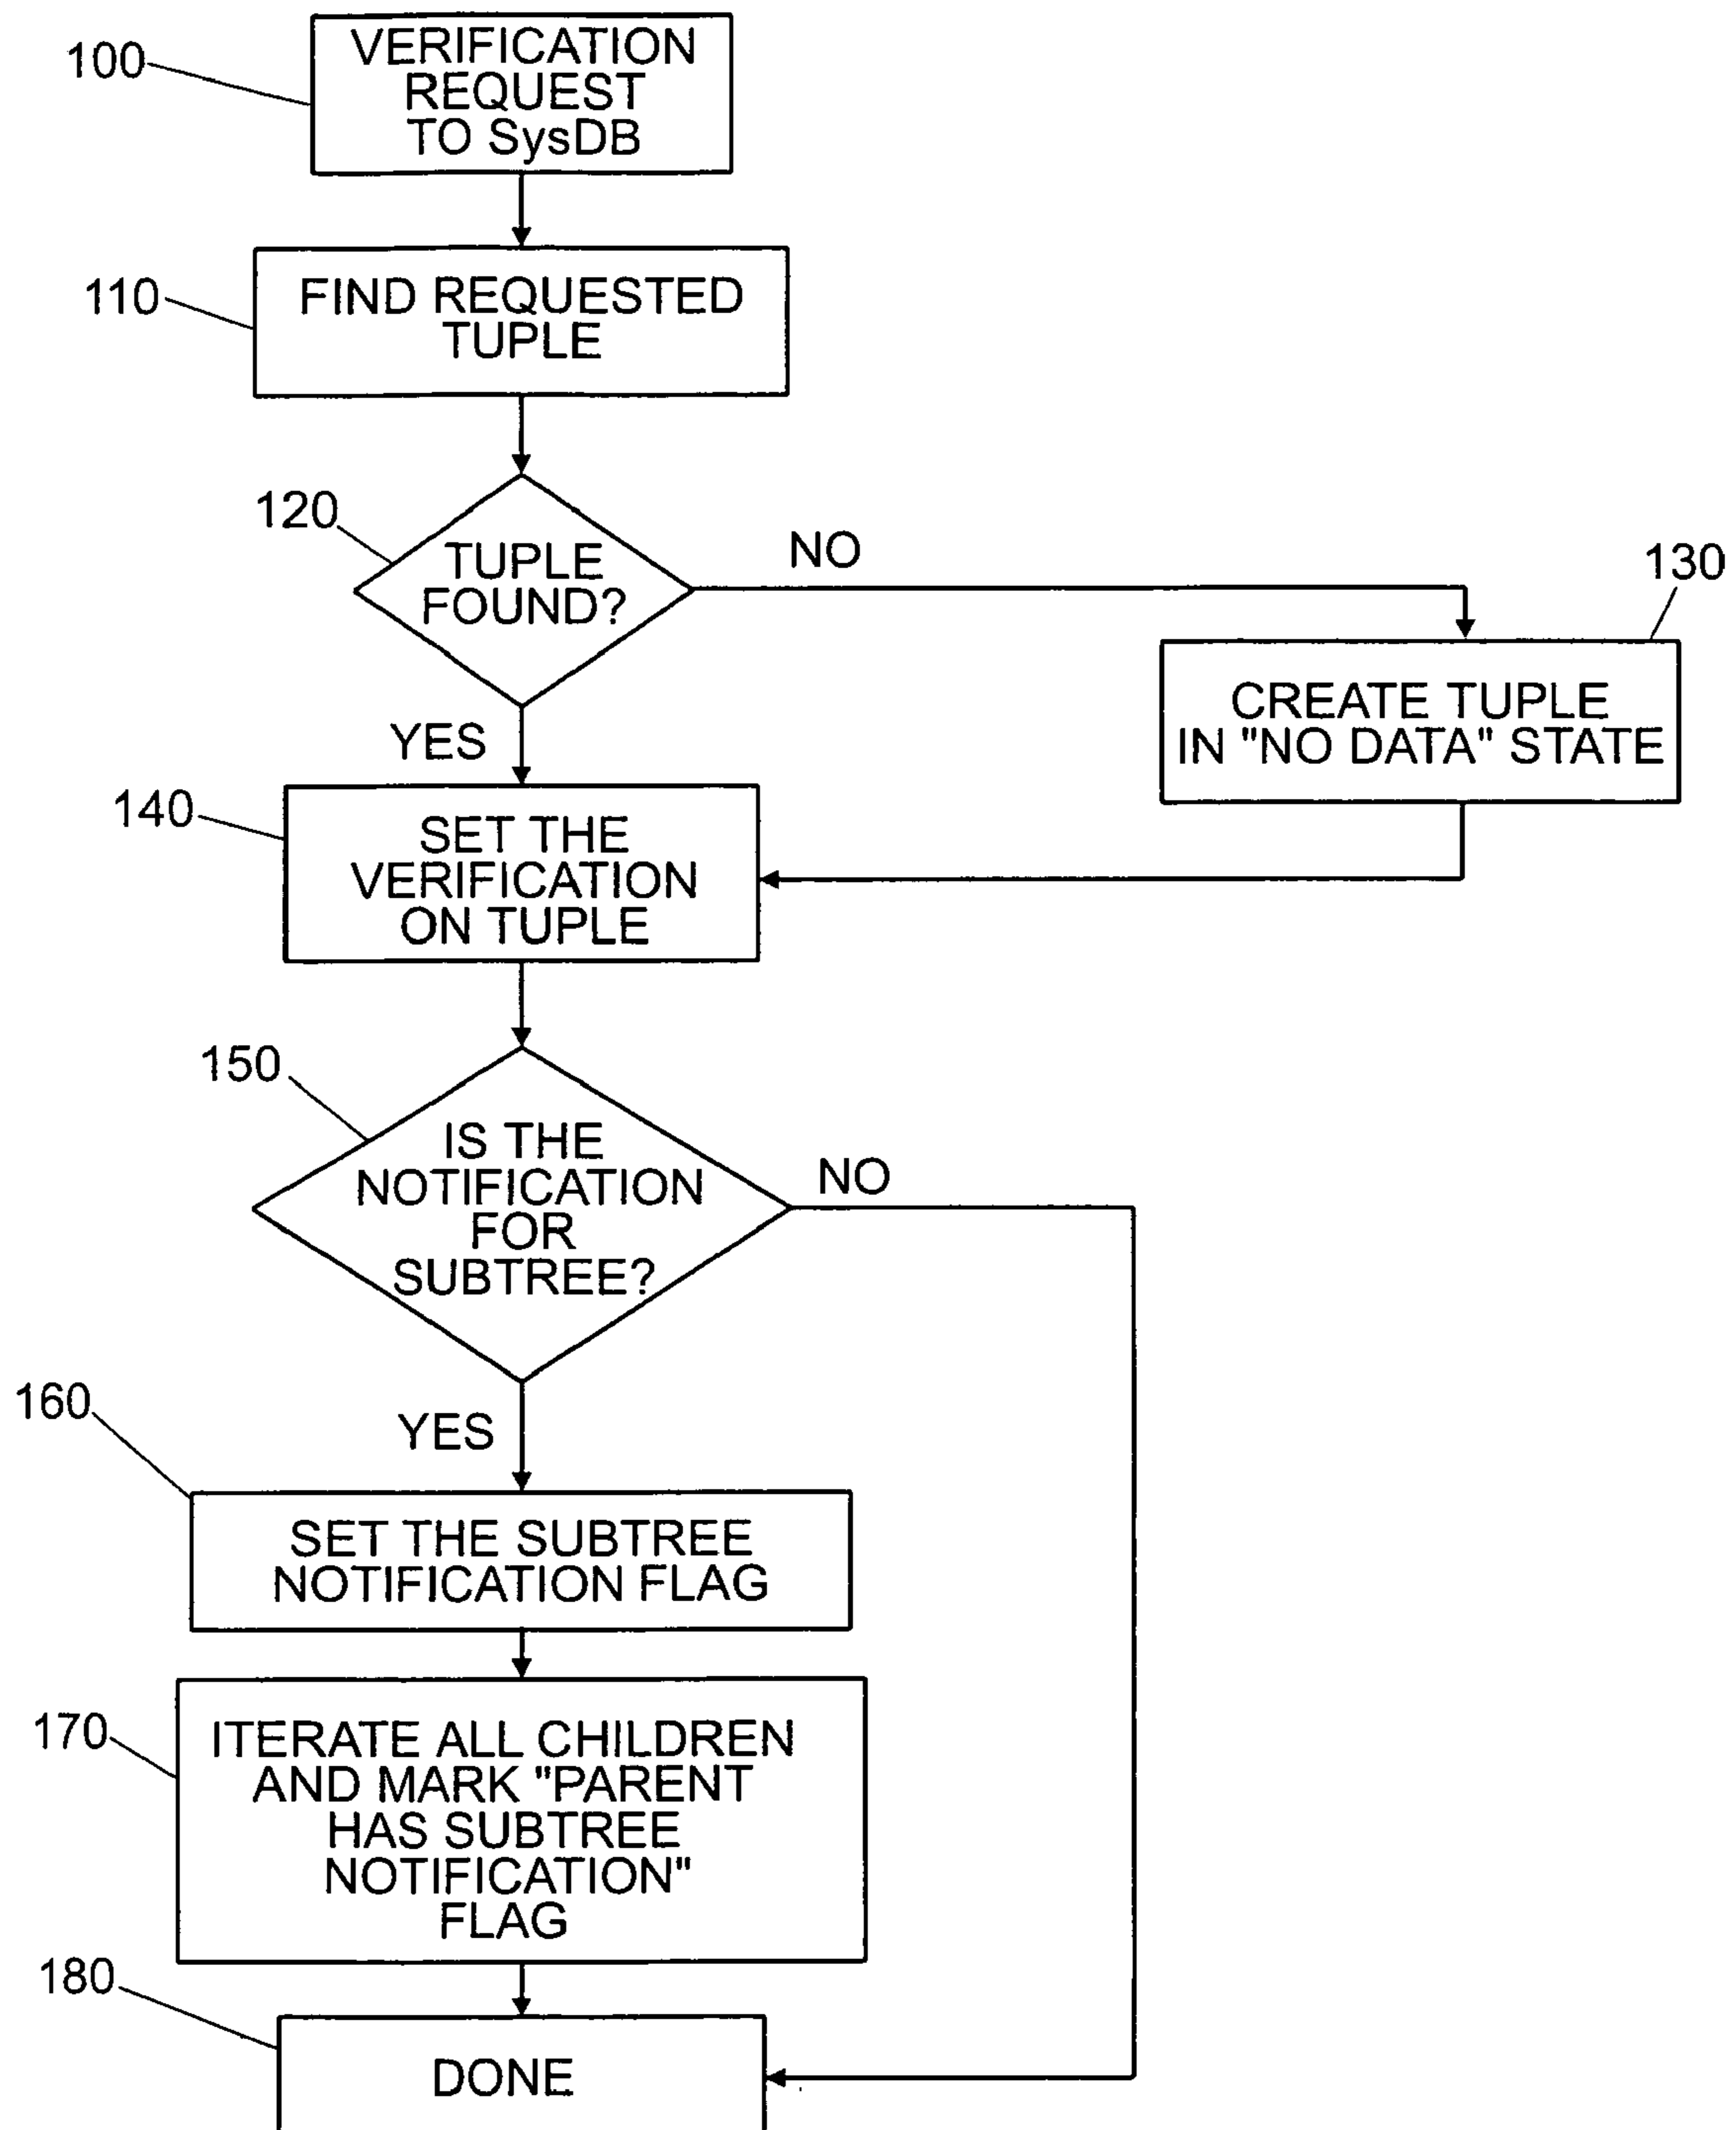 100
VERIFICATION
REQUEST
TO SysDB
110
FIND REQUESTED
TUPLE
120
TUPLE
FOUND?
NO
130
CREATE TUPLE
IN "NO DATA" STATE
YES
140
SET THE
VERIFICATION
ON TUPLE
150
IS THE
NOTIFICATION
FOR
SUBTREE?
NO
160
YES
SET THE SUBTREE
NOTIFICATION FLAG
170
ITERATE ALL CHILDREN
AND MARK "PARENT
HAS SUBTREE
NOTIFICATION"
FLAG
180
DONE